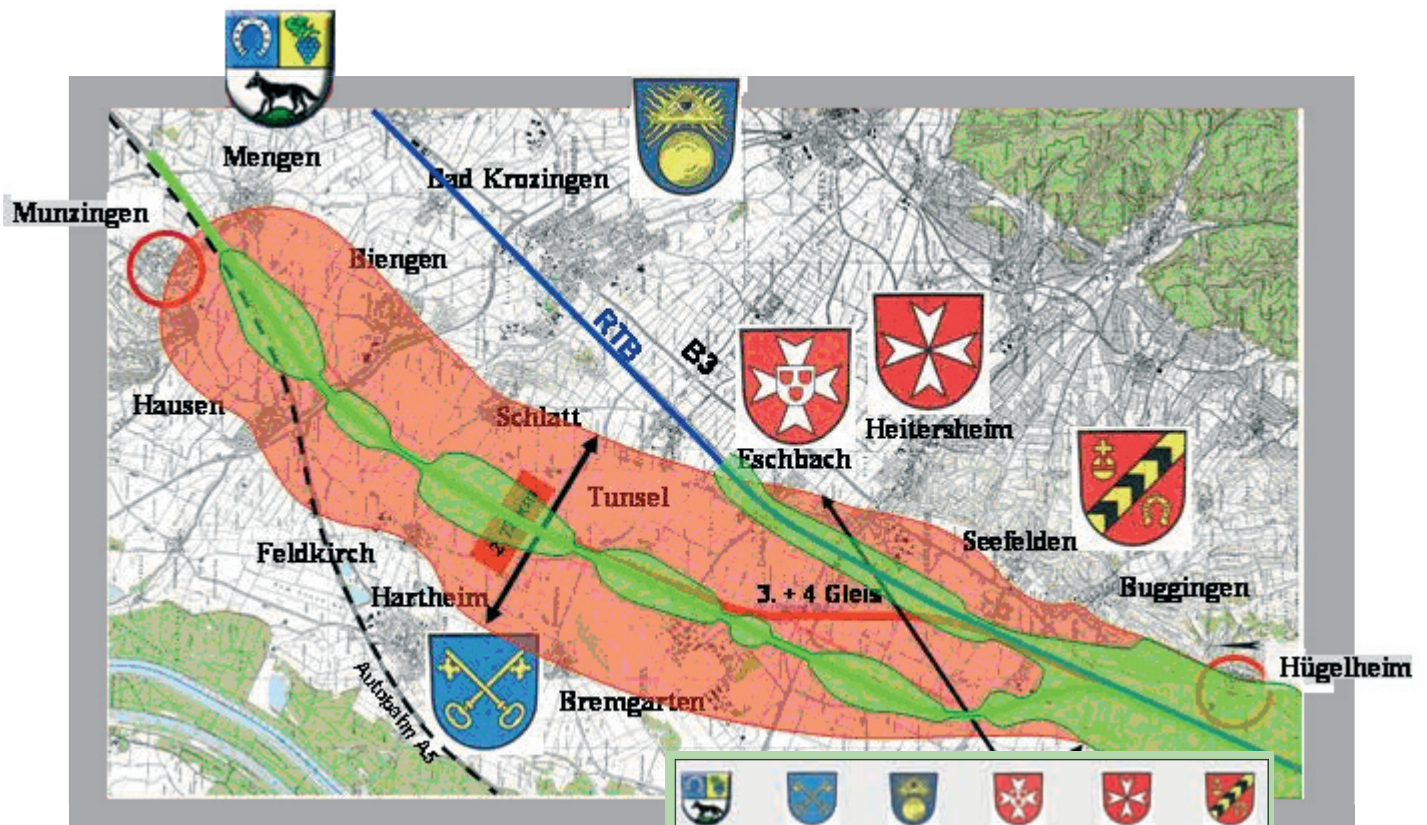 Mengen
Bad Krozingen
Munzingen
Biengen
RTB
B3
Hausen
Schlatt
Heitersheim
Eschbach
Tunsel
Feldkirch
Seefelden
Hartheim
3. + 4 Gleis
Buggingen
Hügelheim
Bremgarten
Autobahn A5